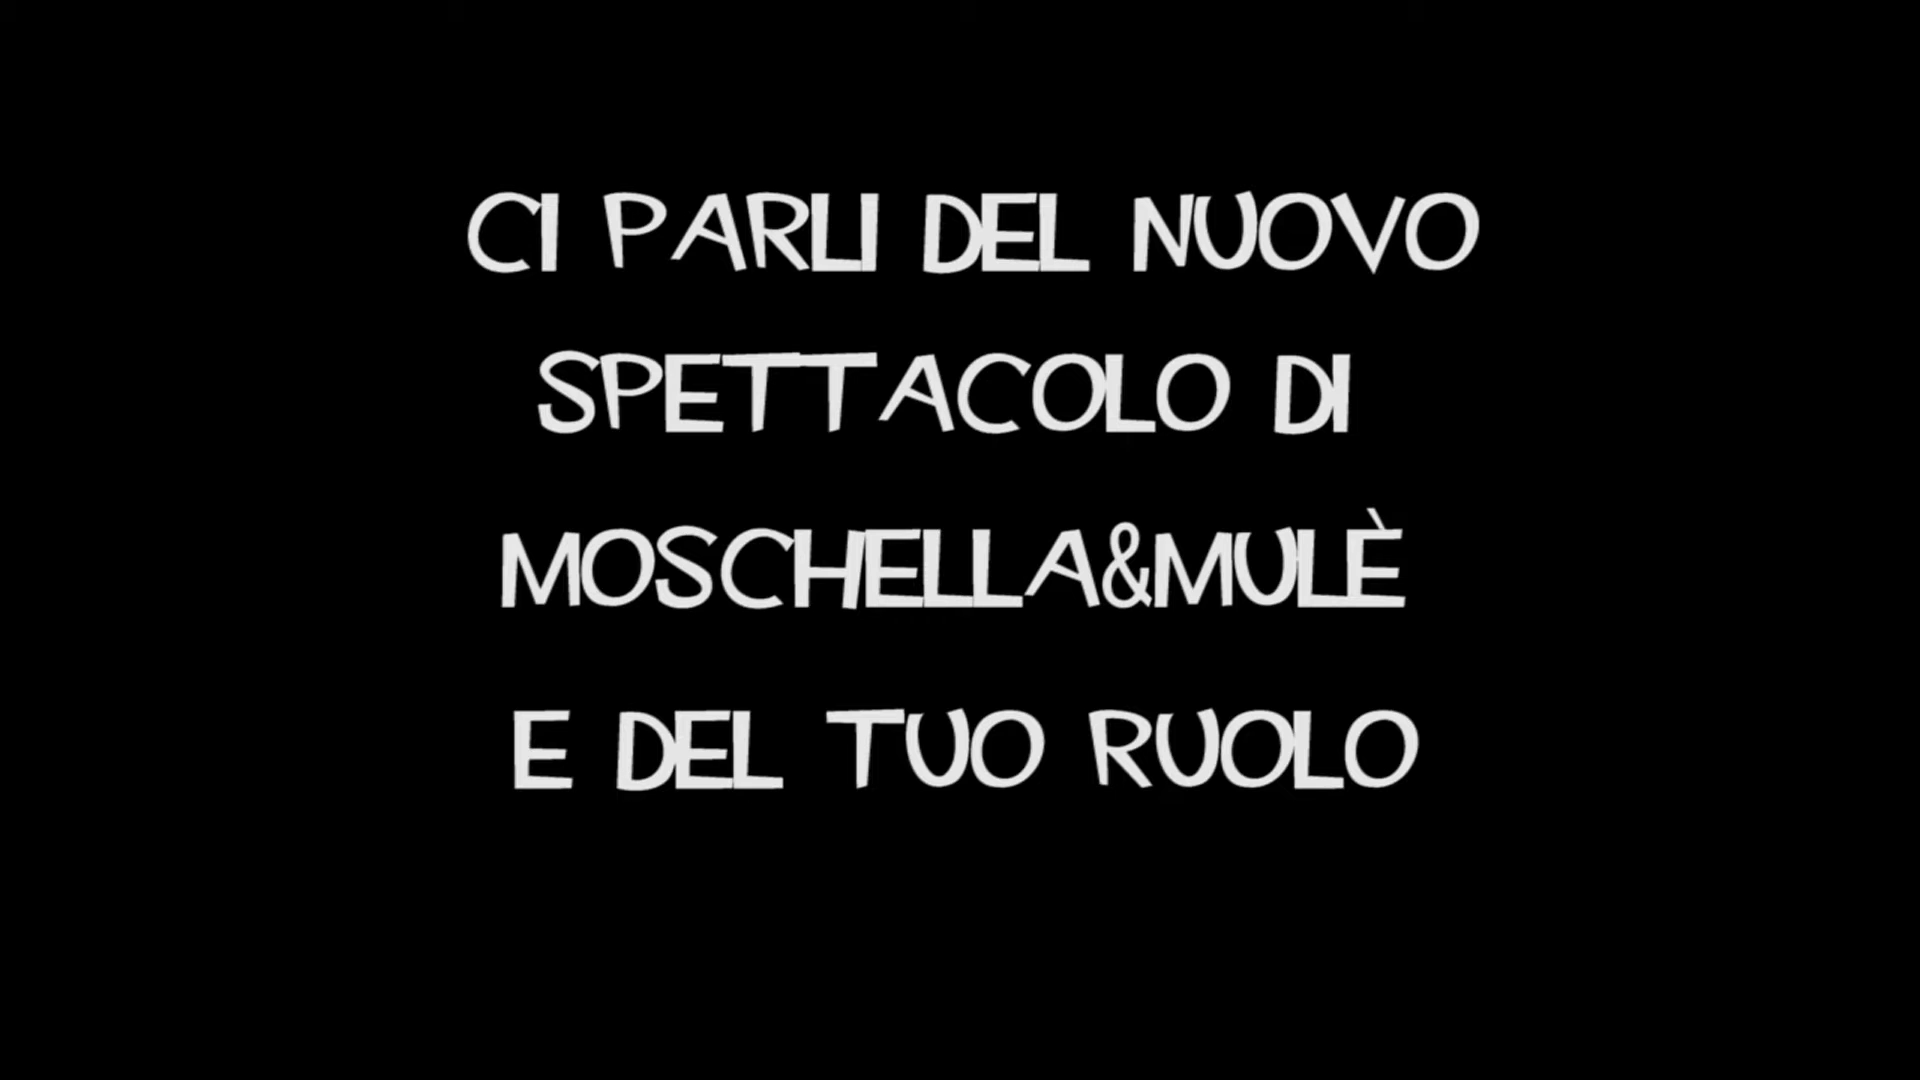 CI PARLI DEL NUOVO
SPETTACOLO DI
MOSCHELLA&MULÈ
E DEL TUO RUOLO